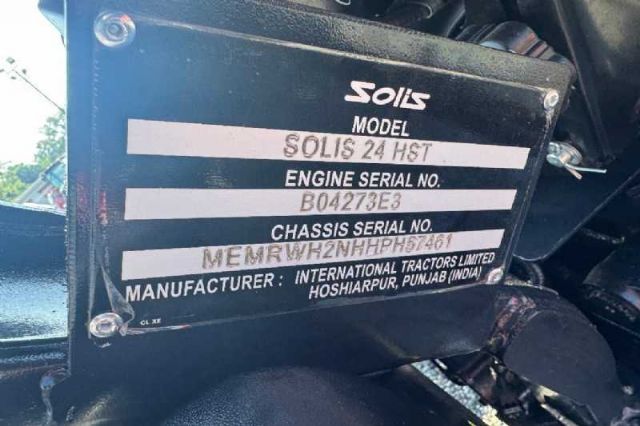 Solis
MODEL
SOLIS 24 HST
ENGINE SERIAL NO.
B04273E3
CHASSIS SERIAL NO.
MEMRWH2NHHPH57461
MANUFACTURER : INTERNATIONAL TRACTORS LIMITED
HOSHIARPUR, PUNJAB (INDIA)